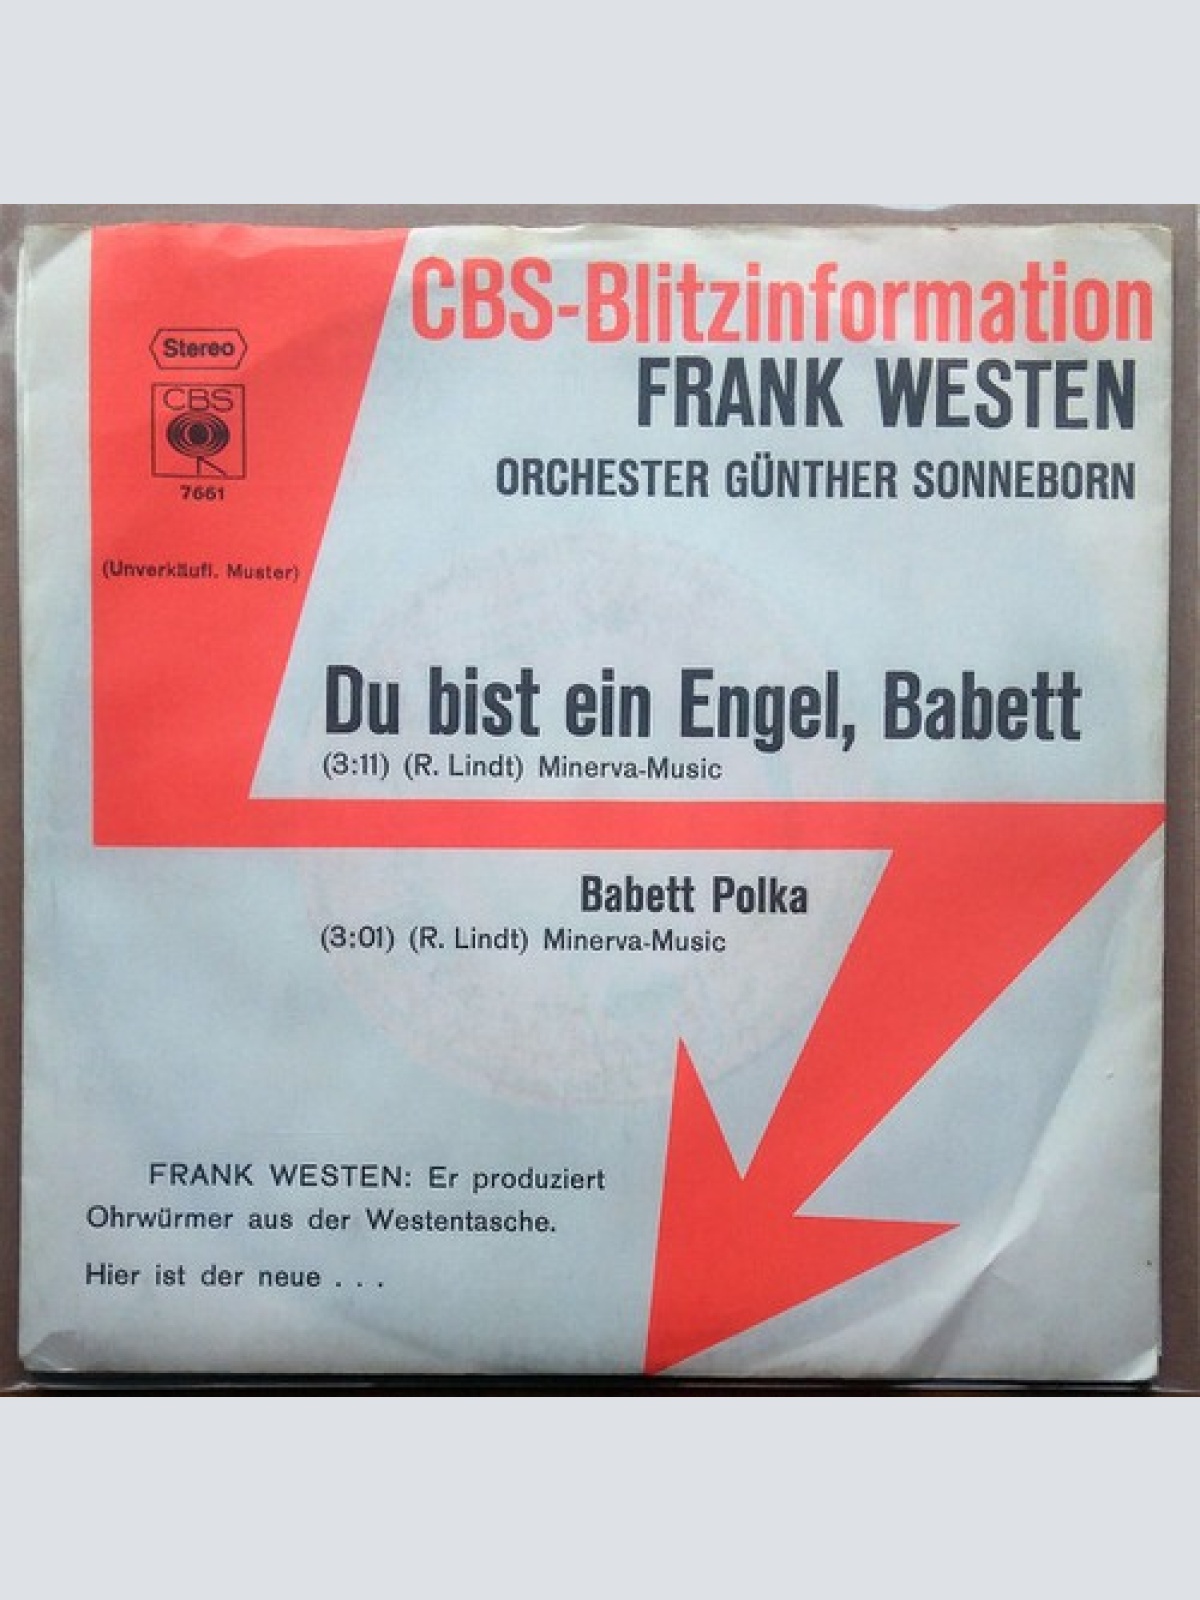 CBS-Blitzinformation
FRANK WESTEN
ORCHESTER GÜNTHER SONNEBORN
Stereo
CBS
7661
(Unverkäufl. Muster)
Du bist ein Engel, Babett
(3:11) (R. Lindt) Minerva-Music
Babett Polka
(3:01) (R. Lindt) Minerva-Music
FRANK WESTEN: Er produziert
Ohrwürmer aus der Westentasche.
Hier ist der neue . . .